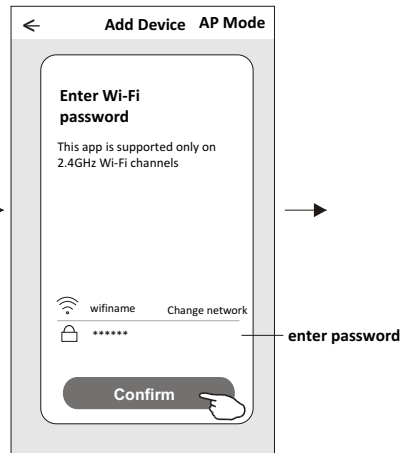 Add Device AP Mode
Enter Wi-Fi
password
This app is supported only on
2.4GHz Wi-Fi channels
wifiname Change network
******
enter password
Confirm